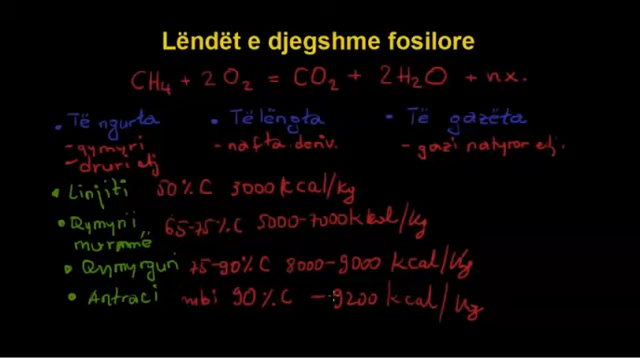 Lëndët e djegshme fosilore
CH₄ + 2O₂ = CO₂ + 2H₂O + nx.
• Të ngurta • Të lëngta • Të gazëta
- qymyri - nafta deriv. - gazi natyror etj.
- druri etj
• Linjiti 50%C 3000 kcal/kg
• Qymyri i murrmë 65-75%C 5000-7000 kcal/kg
• Qymyrguri 75-90%C 8000-9000 kcal/kg
• Antraci mbi 90%C - 9200 kcal/kg